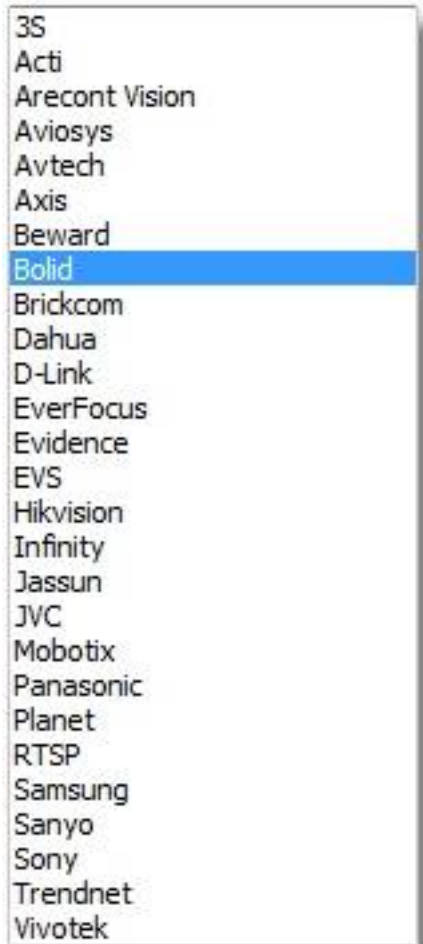 3S
Acti
Arecont Vision
Aviosys
Avtech
Axis
Beward
Bolid
Brickcom
Dahua
D-Link
EverFocus
Evidence
EVS
Hikvision
Infinity
Jassun
JVC
Mobotix
Panasonic
Planet
RTSP
Samsung
Sanyo
Sony
Trendnet
Vivotek